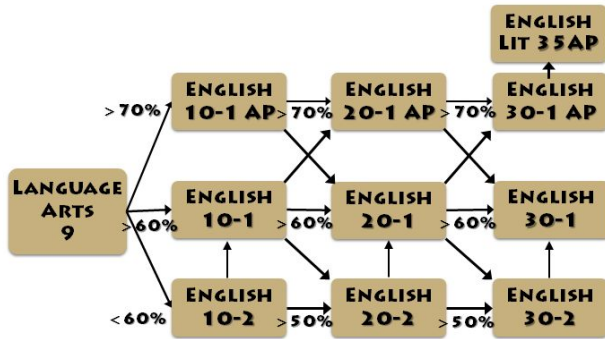 English
Lit 35AP
English
10-1 AP
>70%
English
20-1 AP
>70%
English
30-1 AP
>70%
Language
Arts
9
>60%
English
10-1
>60%
English
20-1
>60%
English
30-1
<60%
English
10-2
>50%
English
20-2
>50%
English
30-2